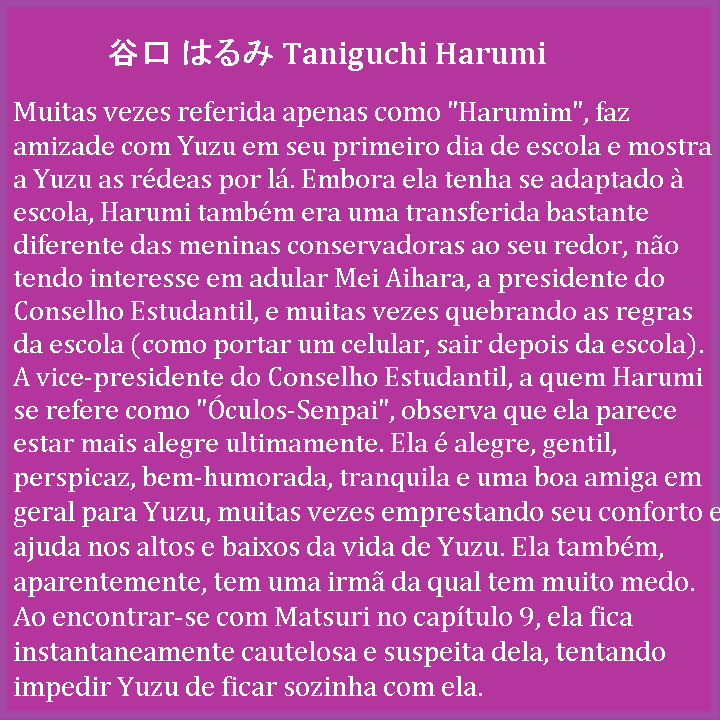 谷口 はるみ Taniguchi Harumi
Muitas vezes referida apenas como "Harumim", faz
amizade com Yuzu em seu primeiro dia de escola e mostra
a Yuzu as rédeas por lá. Embora ela tenha se adaptado à
escola, Harumi também era uma transferida bastante
diferente das meninas conservadoras ao seu redor, não
tendo interesse em adular Mei Aihara, a presidente do
Conselho Estudantil, e muitas vezes quebrando as regras
da escola (como portar um celular, sair depois da escola).
A vice-presidente do Conselho Estudantil, a quem Harumi
se refere como "Óculos-Senpai", observa que ela parece
estar mais alegre ultimamente. Ela é alegre, gentil,
perspicaz, bem-humorada, tranquila e uma boa amiga em
geral para Yuzu, muitas vezes emprestando seu conforto e
ajuda nos altos e baixos da vida de Yuzu. Ela também,
aparentemente, tem uma irmã da qual tem muito medo.
Ao encontrar-se com Matsuri no capítulo 9, ela fica
instantaneamente cautelosa e suspeita dela, tentando
impedir Yuzu de ficar sozinha com ela.